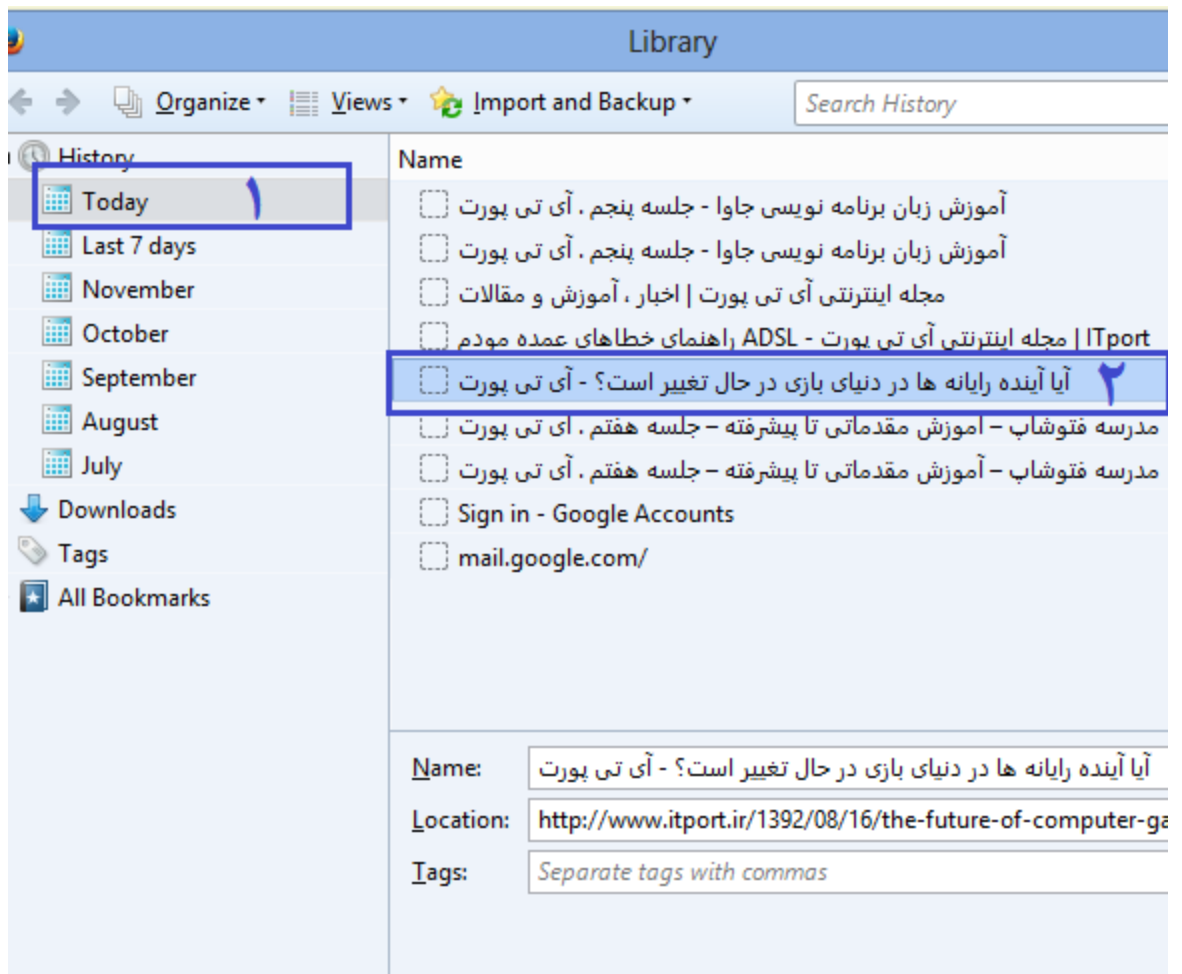 Library
Organize Views Import and Backup Search History
History
Today ۱
Last 7 days
November
October
September
August
July
Downloads
Tags
All Bookmarks
Name
آموزش زبان برنامه نویسی جاوا - جلسه پنجم . آی تی پورت
آموزش زبان برنامه نویسی جاوا - جلسه پنجم . آی تی پورت
مجله اینترنتی آی تی پورت | اخبار ، آموزش و مقالات
راهنمای خطاهای عمده مودم ADSL - مجله اینترنتی آی تی پورت | ITport
آیا آینده رایانه ها در دنیای بازی در حال تغییر است؟ - آی تی پورت ۲
مدرسه فتوشاپ – آموزش مقدماتی تا پیشرفته – جلسه هفتم . آی تی پورت
مدرسه فتوشاپ – آموزش مقدماتی تا پیشرفته – جلسه هفتم . آی تی پورت
Sign in - Google Accounts
mail.google.com/
Name: آیا آینده رایانه ها در دنیای بازی در حال تغییر است؟ - آی تی پورت
Location: http://www.itport.ir/1392/08/16/the-future-of-computer-ga
Tags: Separate tags with commas